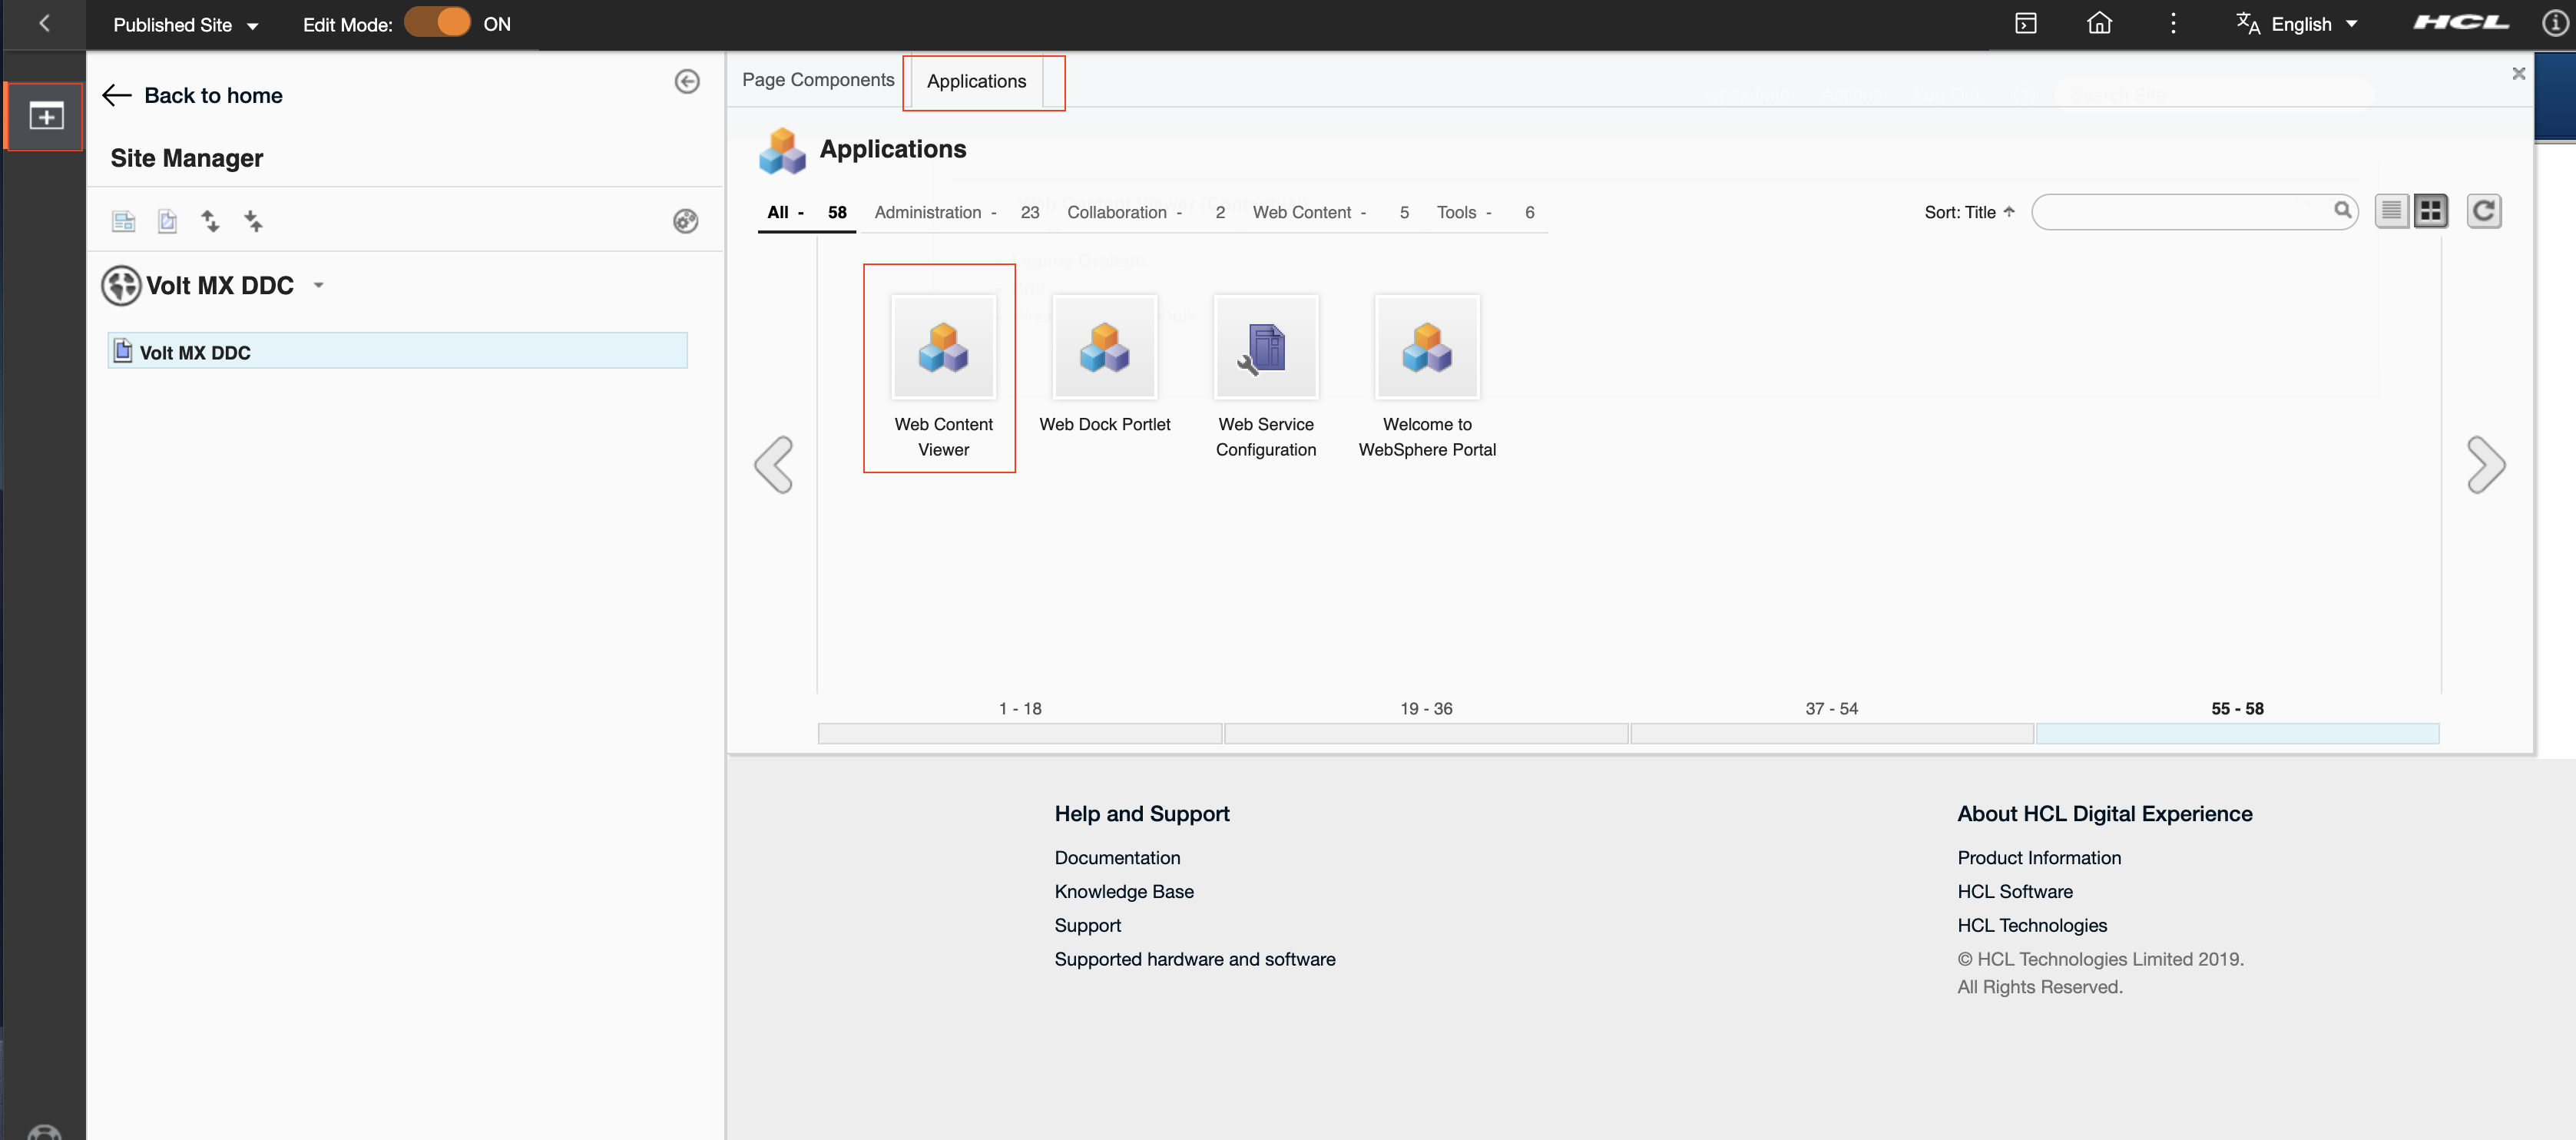 Published Site
Edit Mode:
ON
English
HCL
Back to home
Site Manager
Volt MX DDC
Volt MX DDC
Page Components
Applications
Applications
All - 58
Administration - 23
Collaboration - 2
Web Content - 5
Tools - 6
Sort: Title
Web Content
Viewer
Web Dock Portlet
Web Service
Configuration
Welcome to
WebSphere Portal
1 - 18
19 - 36
37 - 54
55 - 58
Help and Support
Documentation
Knowledge Base
Support
Supported hardware and software
About HCL Digital Experience
Product Information
HCL Software
HCL Technologies
© HCL Technologies Limited 2019.
All Rights Reserved.